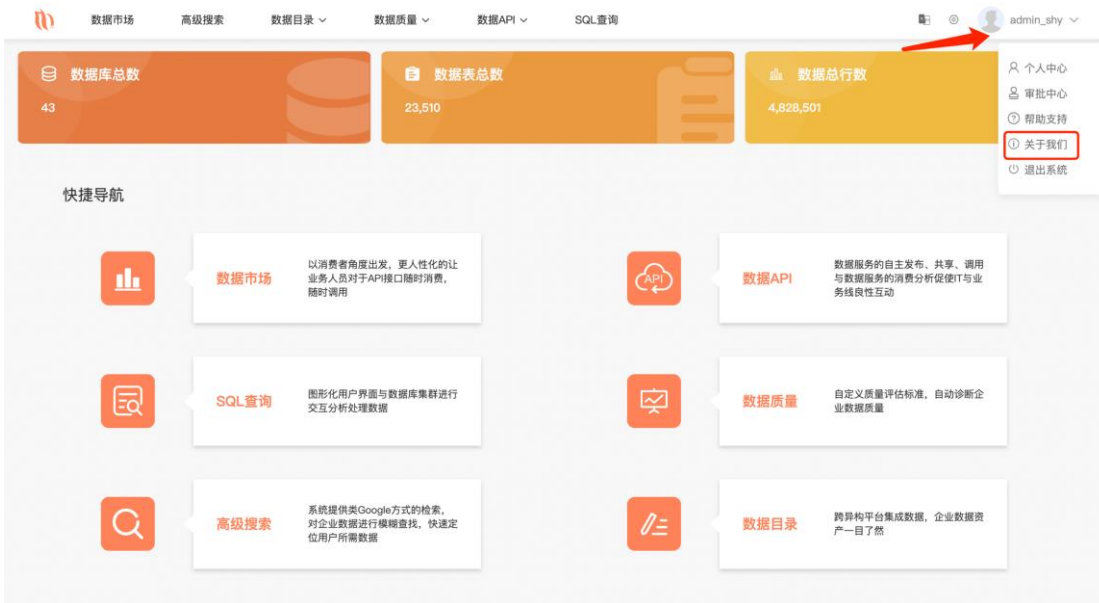 数据市场
高级搜索
数据目录
数据质量
数据API
SQL查询
admin_shy
数据库总数
43
数据表总数
23,510
数据总行数
4,828,501
个人中心
审批中心
帮助支持
关于我们
退出系统
快捷导航
数据市场
以消费者角度出发，更人性化的让
业务人员对于API接口随时消费，
随时调用
API
数据API
数据服务的自主发布、共享、调用
与数据服务的消费分析促使IT与业
务线良性互动
SQL查询
图形化用户界面与数据库集群进行
交互分析处理数据
数据质量
自定义质量评估标准，自动诊断企
业数据质量
高级搜索
系统提供类Google方式的检索，
对企业数据进行模糊查找，快速定
位用户所需数据
数据目录
跨异构平台集成数据，企业数据资
产一目了然